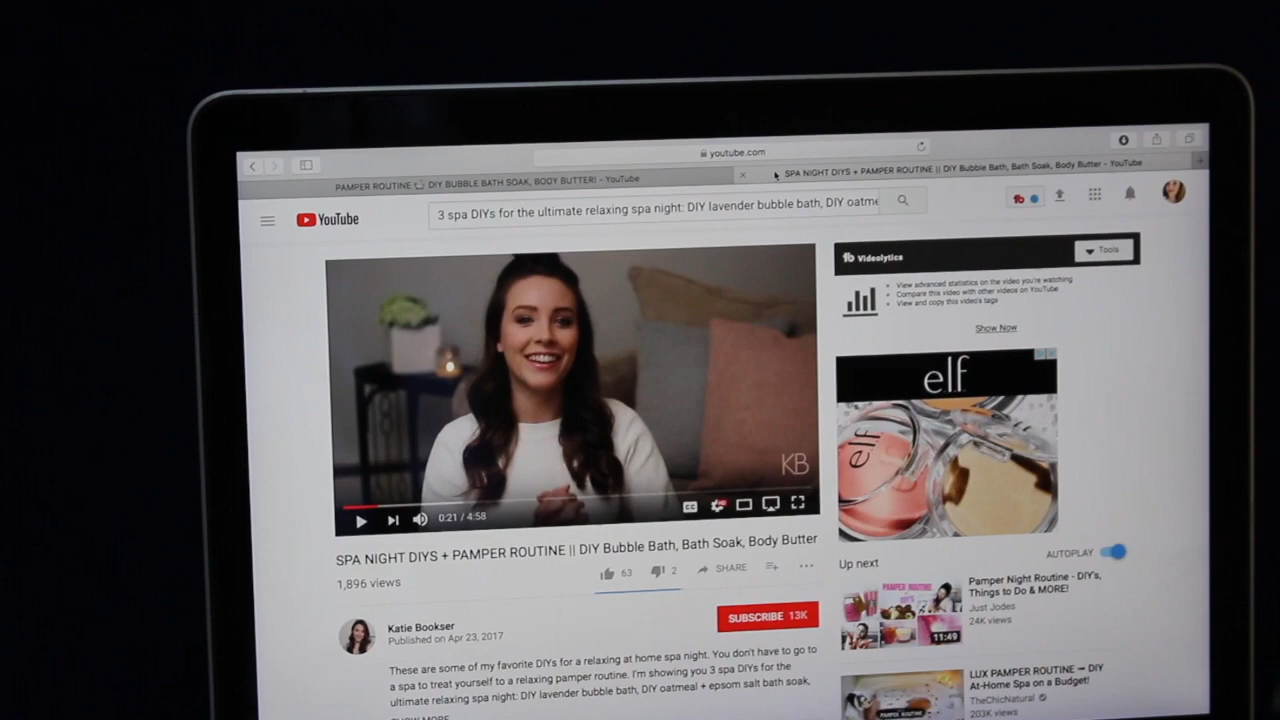 youtube.com
PAMPER ROUTINE DIY BUBBLE BATH SOAK, BODY BUTTER! - YouTube
SPA NIGHT DIYS + PAMPER ROUTINE || DIY Bubble Bath, Bath Soak, Body Butter - YouTube
YouTube
3 spa DIYs for the ultimate relaxing spa night: DIY lavender bubble bath, DIY oatme
Videolytics
Tools
View advanced statistics on the video you're watching
Compare this video with other videos on YouTube
View and copy this video's tags
Show Now
KB
CC
HD
0:21 / 4:58
elf
elf
SPA NIGHT DIYS + PAMPER ROUTINE || DIY Bubble Bath, Bath Soak, Body Butter
1,896 views
63
2
SHARE
Katie Bookser
Published on Apr 23, 2017
SUBSCRIBE 13K
These are some of my favorite DIYs for a relaxing at home spa night. You don't have to go to
a spa to treat yourself to a relaxing pamper routine. I'm showing you 3 spa DIYs for the
ultimate relaxing spa night: DIY lavender bubble bath, DIY oatmeal + epsom salt bath soak,
SHOW MORE
AUTOPLAY
Up next
PAMPER ROUTINE
11:49
Pamper Night Routine - DIY's,
Things to Do & MORE!
Just Jodes
24K views
PAMPER ROUTINE
LUX PAMPER ROUTINE – DIY
At-Home Spa on a Budget!
TheChicNatural
203K views